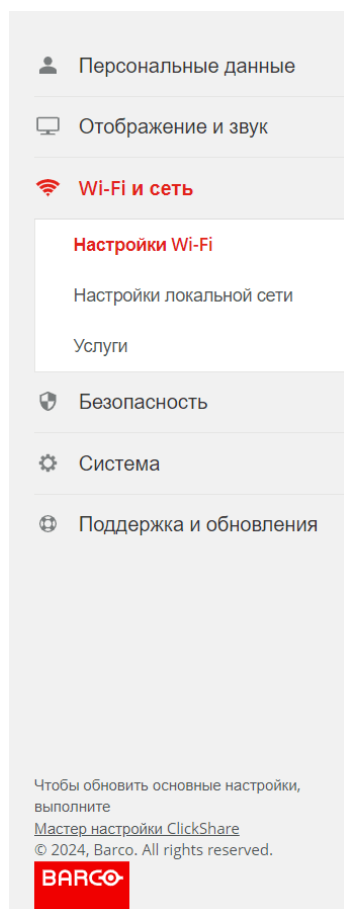 Персональные данные
Отображение и звук
Wi-Fi и сеть
Настройки Wi-Fi
Настройки локальной сети
Услуги
Безопасность
Система
Поддержка и обновления
Чтобы обновить основные настройки,
выполните
Мастер настройки ClickShare
© 2024, Barco. All rights reserved.
BARCO